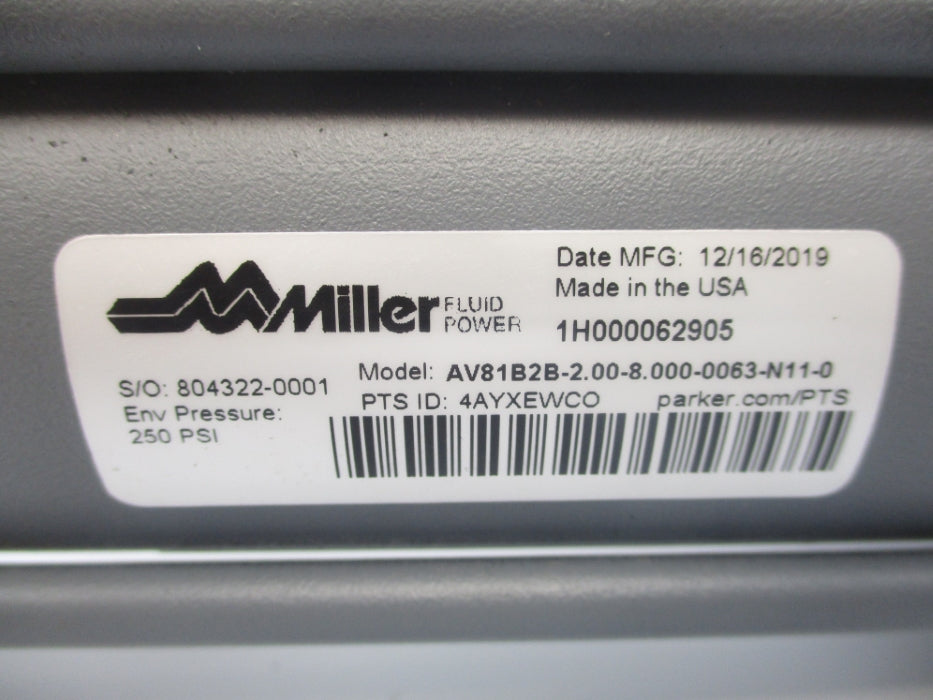 Miller FLUID POWER
Date MFG: 12/16/2019
Made in the USA
1H000062905
Model: AV81B2B-2.00-8.000-0063-N11-0
S/O: 804322-0001
PTS ID: 4AYXEWCO parker.com/PTS
Env Pressure:
250 PSI